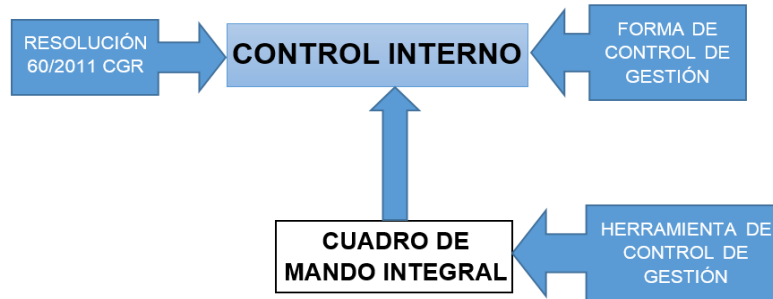 RESOLUCIÓN
60/2011 CGR
CONTROL INTERNO
FORMA DE
CONTROL DE
GESTIÓN
CUADRO DE
MANDO INTEGRAL
HERRAMIENTA DE
CONTROL DE
GESTIÓN